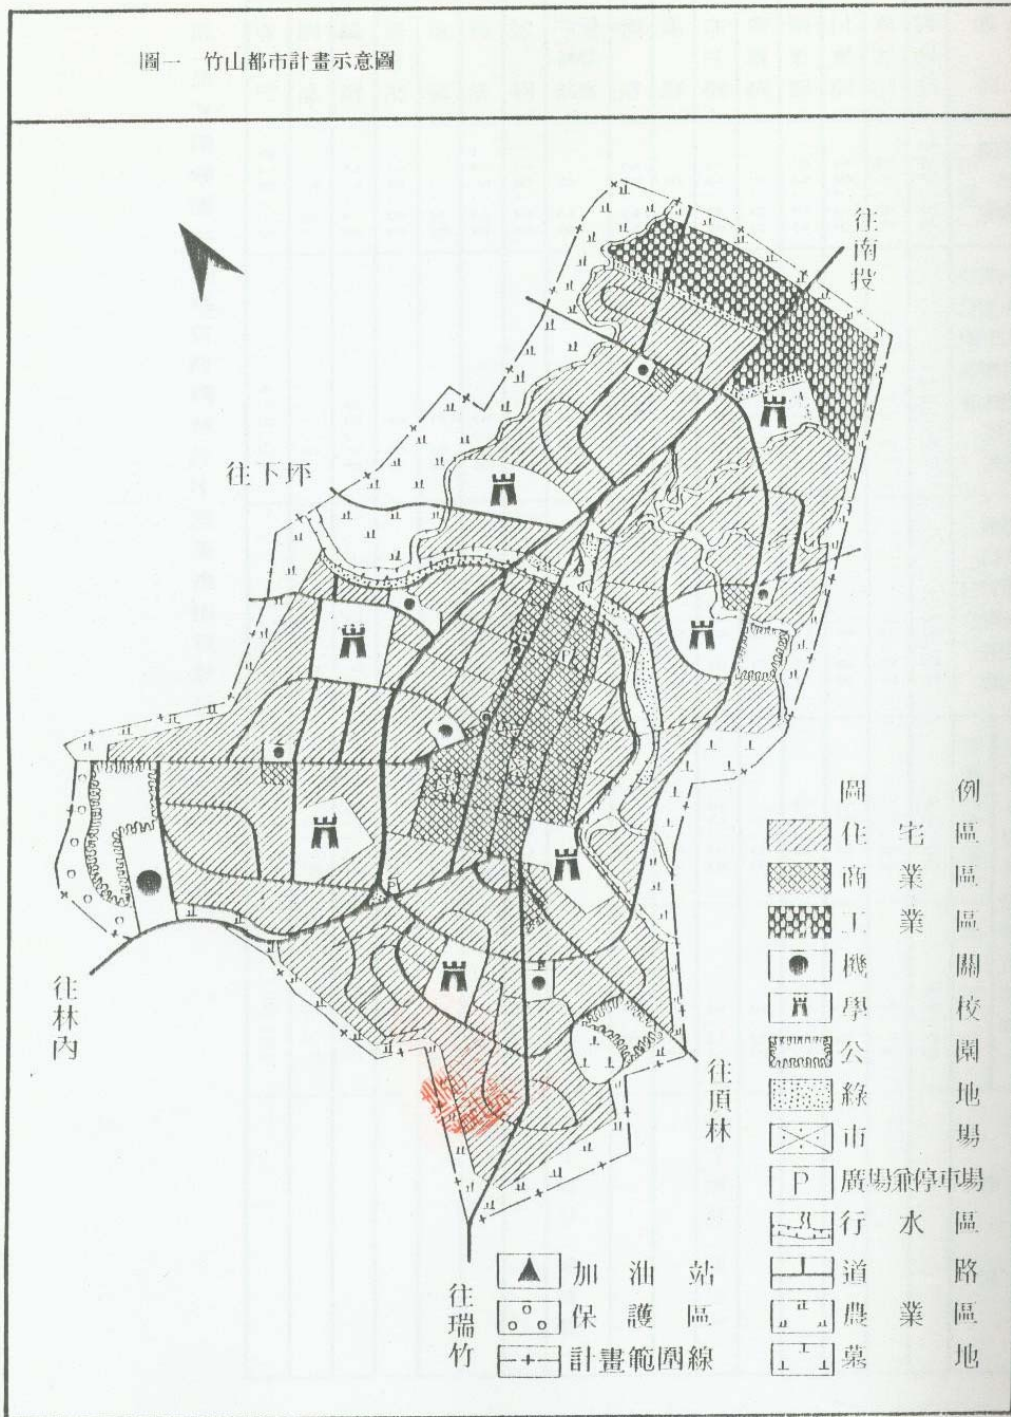 圖一 竹山都市計畫示意圖
往南投
往下坪
往林內
往頂林
往瑞竹
圖例
住宅區
商業區
工業區
機關
學校
公園
綠地
市場
P 廣場兼停車場
行水區
道路
農業區
墓地
加油站
保護區
計畫範圍線